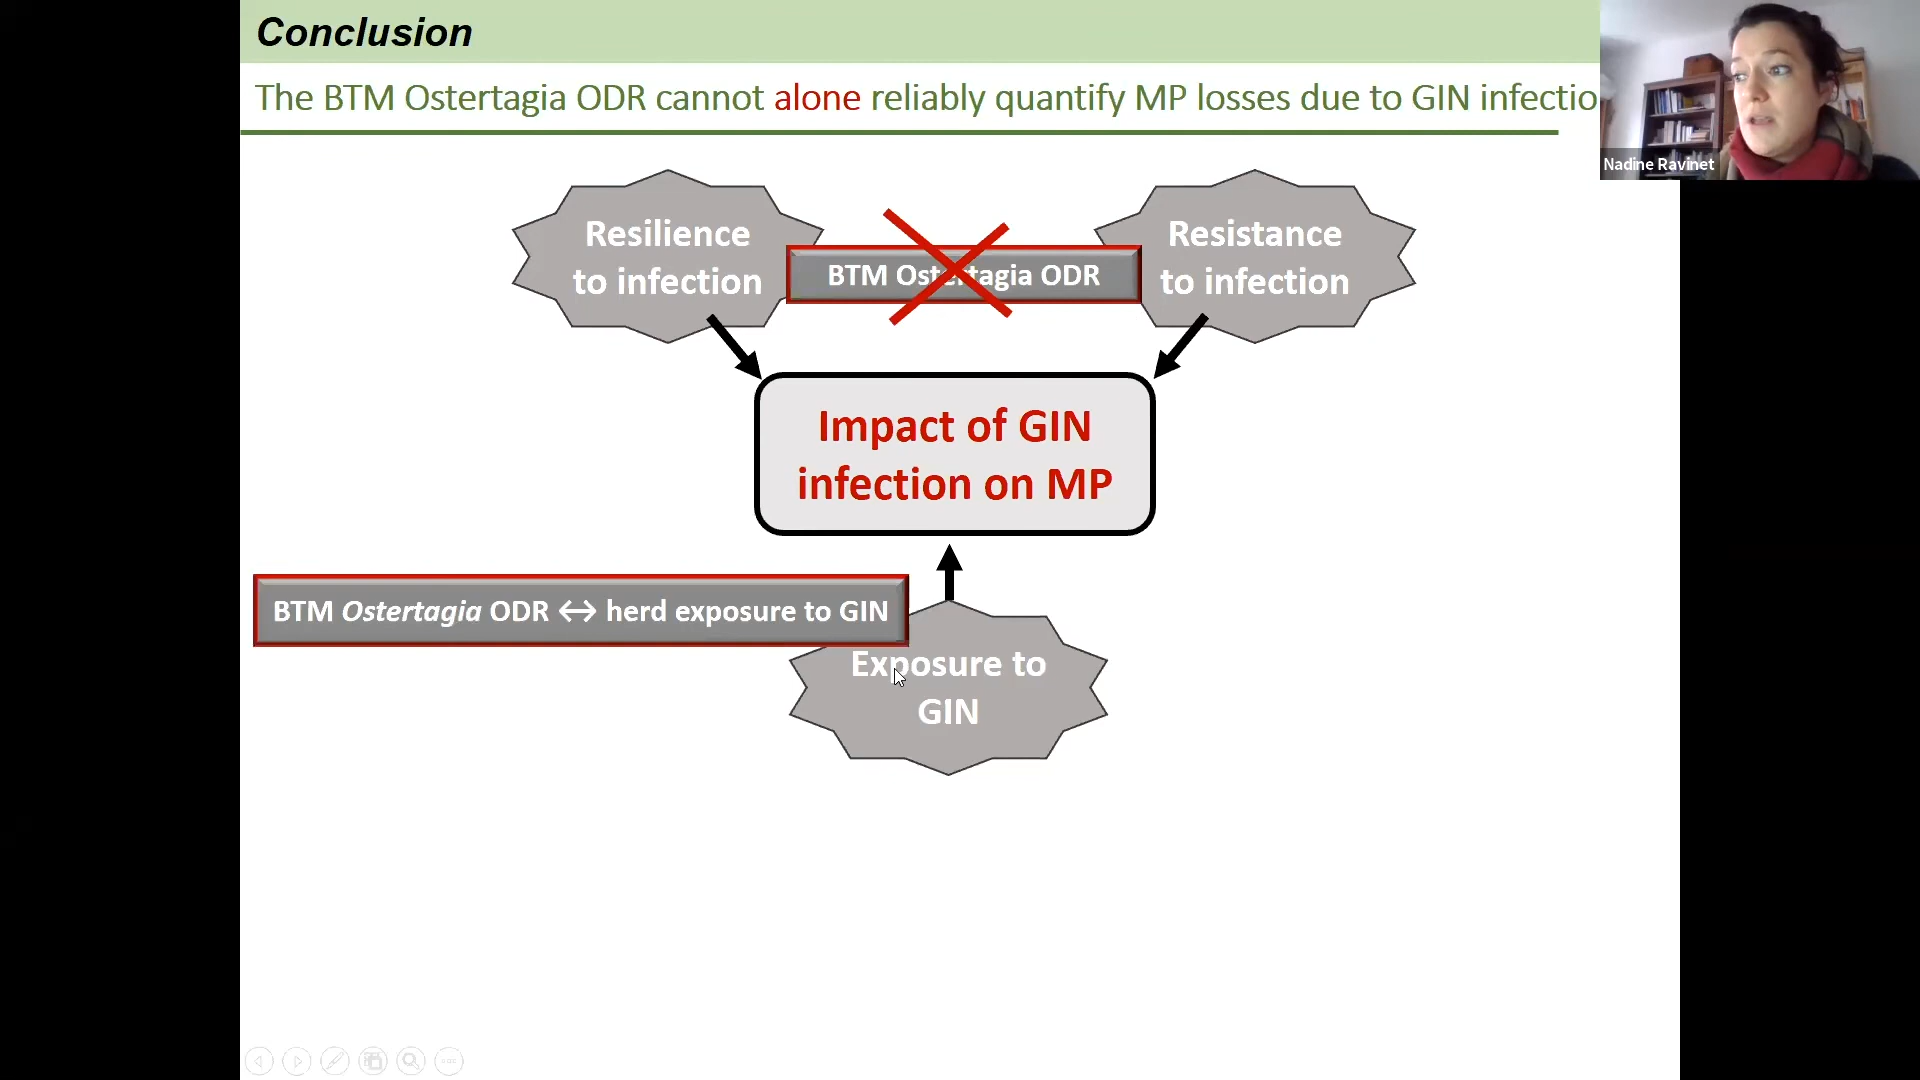 Conclusion
The BTM Ostertagia ODR cannot alone reliably quantify MP losses due to GIN infectio
Nadine Ravinet
Resilience
to infection
BTM Ostertagia ODR
Resistance
to infection
Impact of GIN
infection on MP
BTM Ostertagia ODR ↔ herd exposure to GIN
Exposure to
GIN